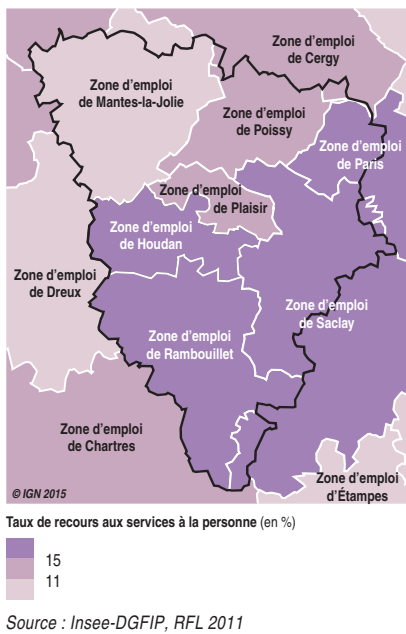 Zone d'emploi
de Cergy
Zone d'emploi
de Mantes-la-Jolie
Zone d'emploi
de Poissy
Zone d'emploi
de Paris
Zone d'emploi
de Plaisir
Zone d'emploi
de Houdan
Zone d'emploi
de Dreux
Zone d'emploi
de Saclay
Zone d'emploi
de Rambouillet
Zone d'emploi
de Chartres
Zone d'emploi
d'Étampes
© IGN 2015
Taux de recours aux services à la personne (en %)
15
11
Source : Insee-DGFIP, RFL 2011